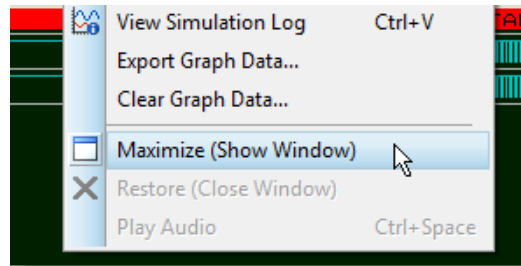 View Simulation Log Ctrl+V
Export Graph Data...
Clear Graph Data...
Maximize (Show Window)
Restore (Close Window)
Play Audio Ctrl+Space